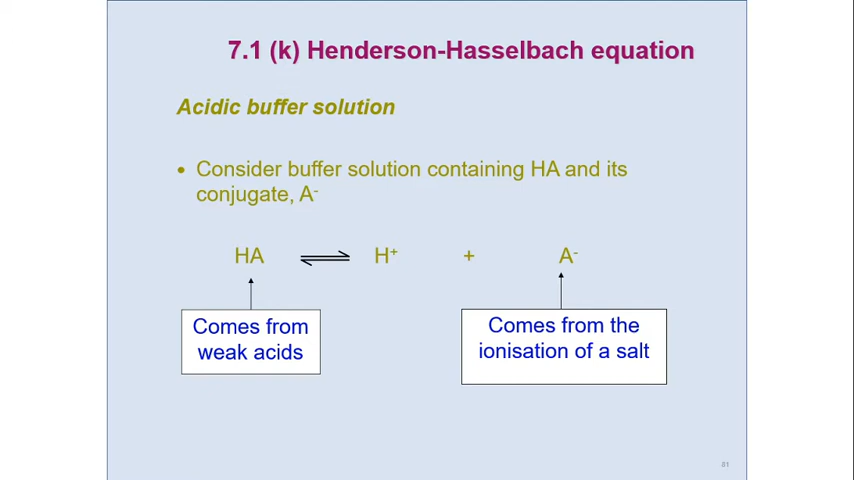 7.1 (k) Henderson-Hasselbach equation
Acidic buffer solution
• Consider buffer solution containing HA and its
conjugate, A⁻
HA ⇌ H⁺ + A⁻
Comes from
weak acids
Comes from the
ionisation of a salt
81